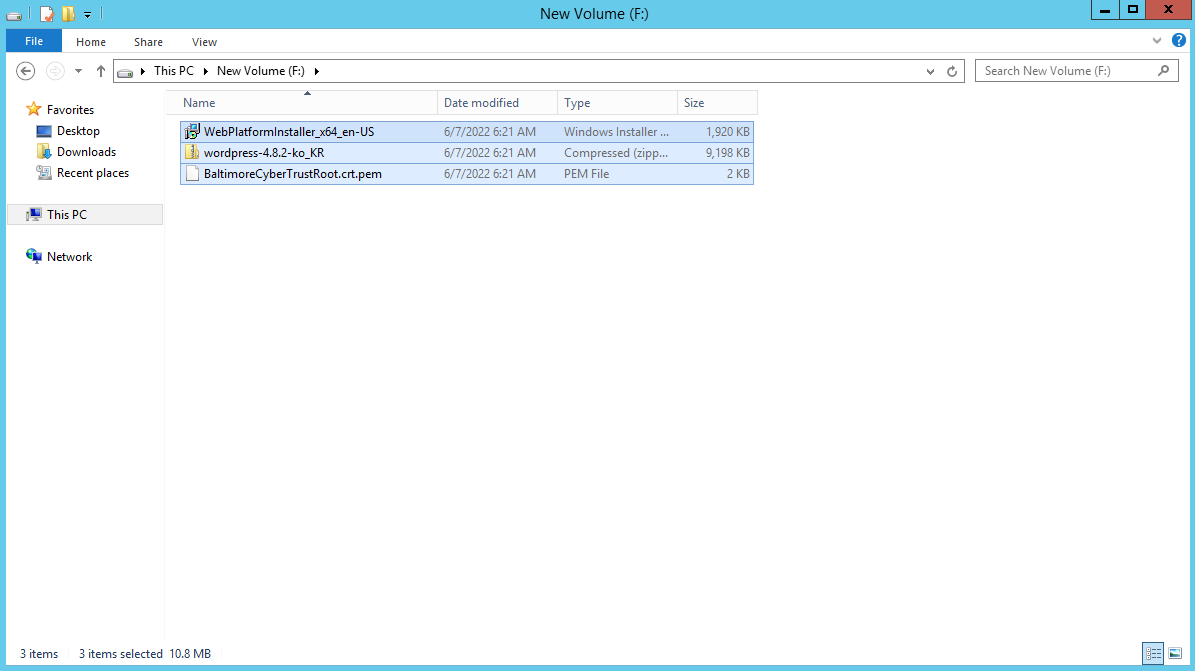 New Volume (F:)
File Home Share View
This PC New Volume (F:) Search New Volume (F:)
Favorites
Desktop
Downloads
Recent places
This PC
Network
Name Date modified Type Size
WebPlatformInstaller_x64_en-US 6/7/2022 6:21 AM Windows Installer ... 1,920 KB
wordpress-4.8.2-ko_KR 6/7/2022 6:21 AM Compressed (zipp... 9,198 KB
BaltimoreCyberTrustRoot.crt.pem 6/7/2022 6:21 AM PEM File 2 KB
3 items 3 items selected 10.8 MB